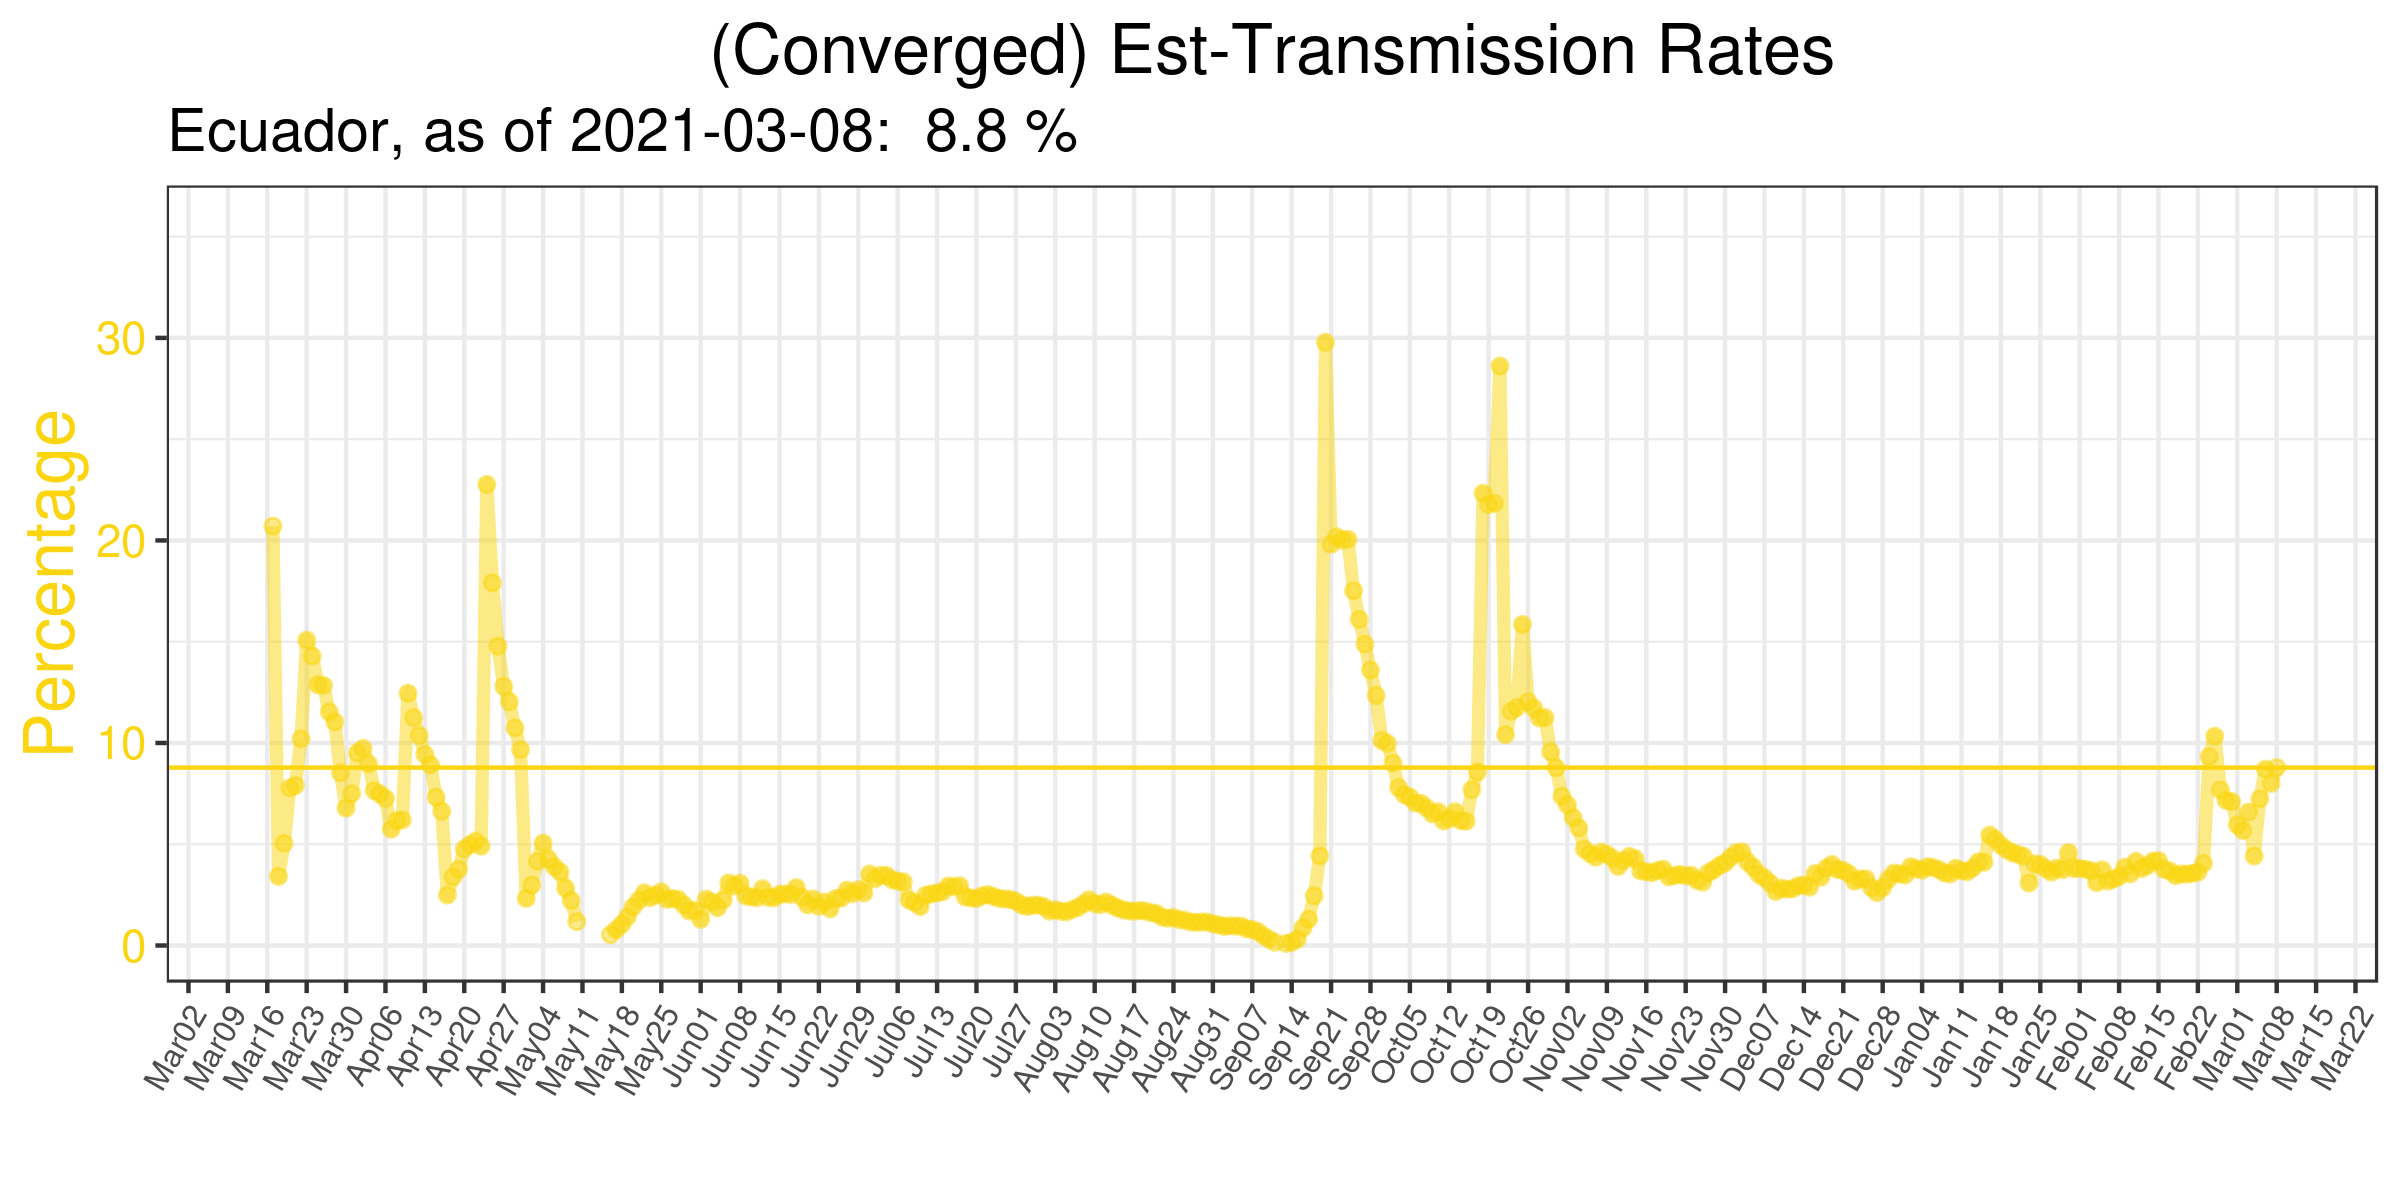 (Converged) Est-Transmission Rates
Ecuador, as of 2021-03-08:  8.8 %
Percentage
30
20
10
0
Mar02
Mar09
Mar16
Mar23
Mar30
Apr06
Apr13
Apr20
Apr27
May04
May11
May18
May25
Jun01
Jun08
Jun15
Jun22
Jun29
Jul06
Jul13
Jul20
Jul27
Aug03
Aug10
Aug17
Aug24
Aug31
Sep07
Sep14
Sep21
Sep28
Oct05
Oct12
Oct19
Oct26
Nov02
Nov09
Nov16
Nov23
Nov30
Dec07
Dec14
Dec21
Dec28
Jan04
Jan11
Jan18
Jan25
Feb01
Feb08
Feb15
Feb22
Mar01
Mar08
Mar15
Mar22